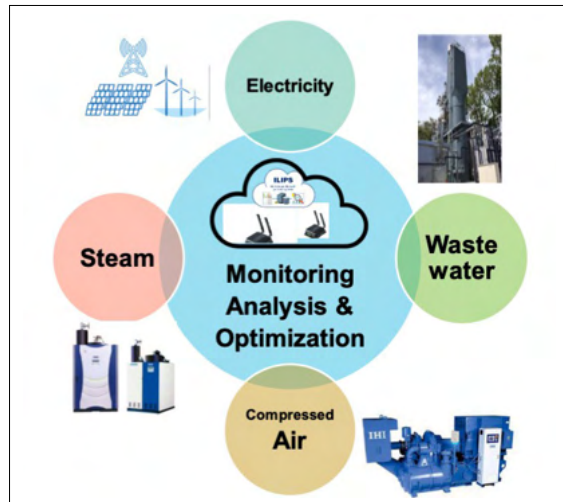 Electricity
ILIPS
Steam
Waste
water
Monitoring
Analysis &
Optimization
Compressed
Air
IHI